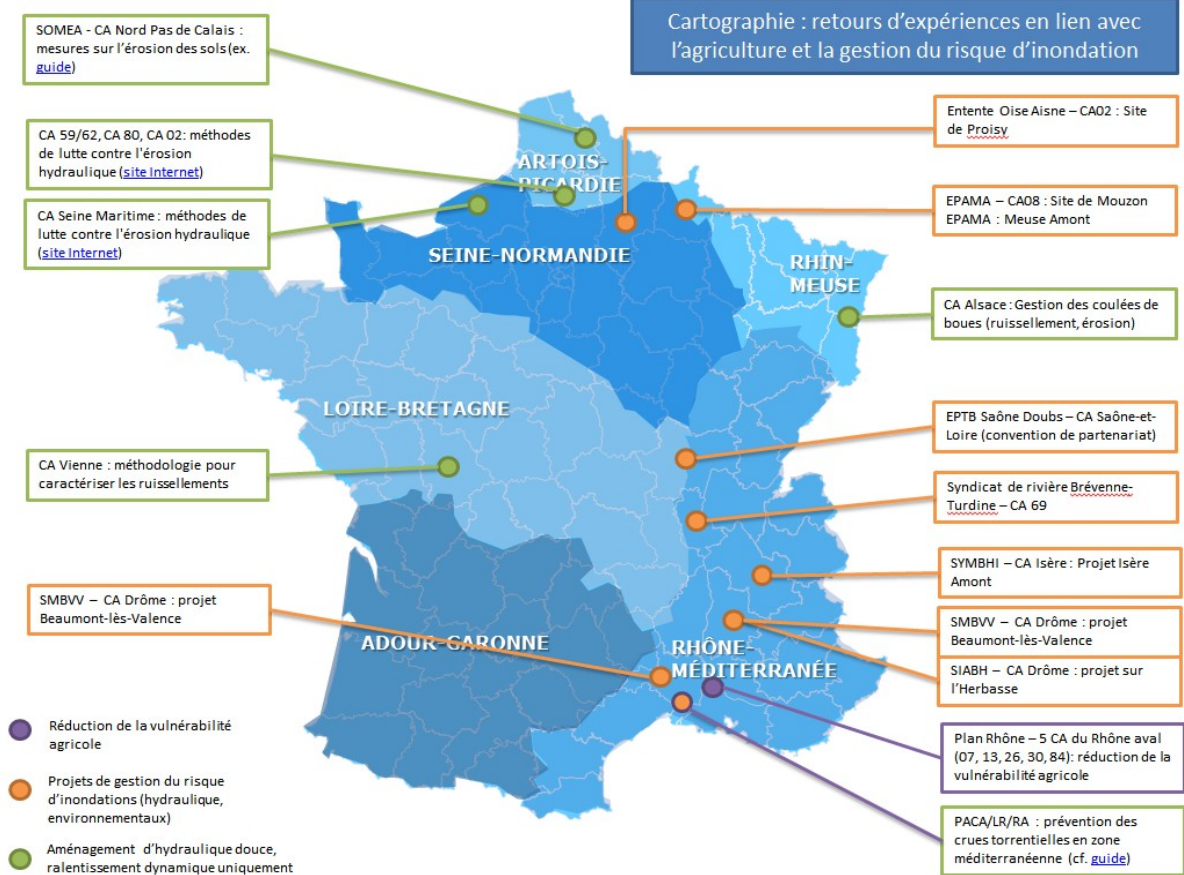 Cartographie : retours d'expériences en lien avec
l'agriculture et la gestion du risque d'inondation
SOMEA - CA Nord Pas de Calais :
mesures sur l'érosion des sols (ex.
guide)
CA 59/62, CA 80, CA 02: méthodes
de lutte contre l'érosion
hydraulique (site Internet)
CA Seine Maritime : méthodes de
lutte contre l'érosion hydraulique
(site Internet)
CA Vienne : méthodologie pour
caractériser les ruissellements
SMBVV – CA Drôme : projet
Beaumont-lès-Valence
ARTOIS-
PICARDIE
SEINE-NORMANDIE
RHIN-
MEUSE
LOIRE-BRETAGNE
ADOUR-GARONNE
RHÔNE-
MÉDITERRANÉE
Entente Oise Aisne – CA02 : Site
de Proisy
EPAMA – CA08 : Site de Mouzon
EPAMA : Meuse Amont
CA Alsace : Gestion des coulées de
boues (ruissellement, érosion)
EPTB Saône Doubs – CA Saône-et-
Loire (convention de partenariat)
Syndicat de rivière Brévenne-
Turdine – CA 69
SYMBHI – CA Isère : Projet Isère
Amont
SMBVV – CA Drôme : projet
Beaumont-lès-Valence
SIABH – CA Drôme : projet sur
l'Herbasse
Plan Rhône – 5 CA du Rhône aval
(07, 13, 26, 30, 84): réduction de la
vulnérabilité agricole
PACA/LR/RA : prévention des
crues torrentielles en zone
méditerranéenne (cf. guide)
Réduction de la vulnérabilité
agricole
Projets de gestion du risque
d'inondations (hydraulique,
environnementaux)
Aménagement d'hydraulique douce,
ralentissement dynamique uniquement